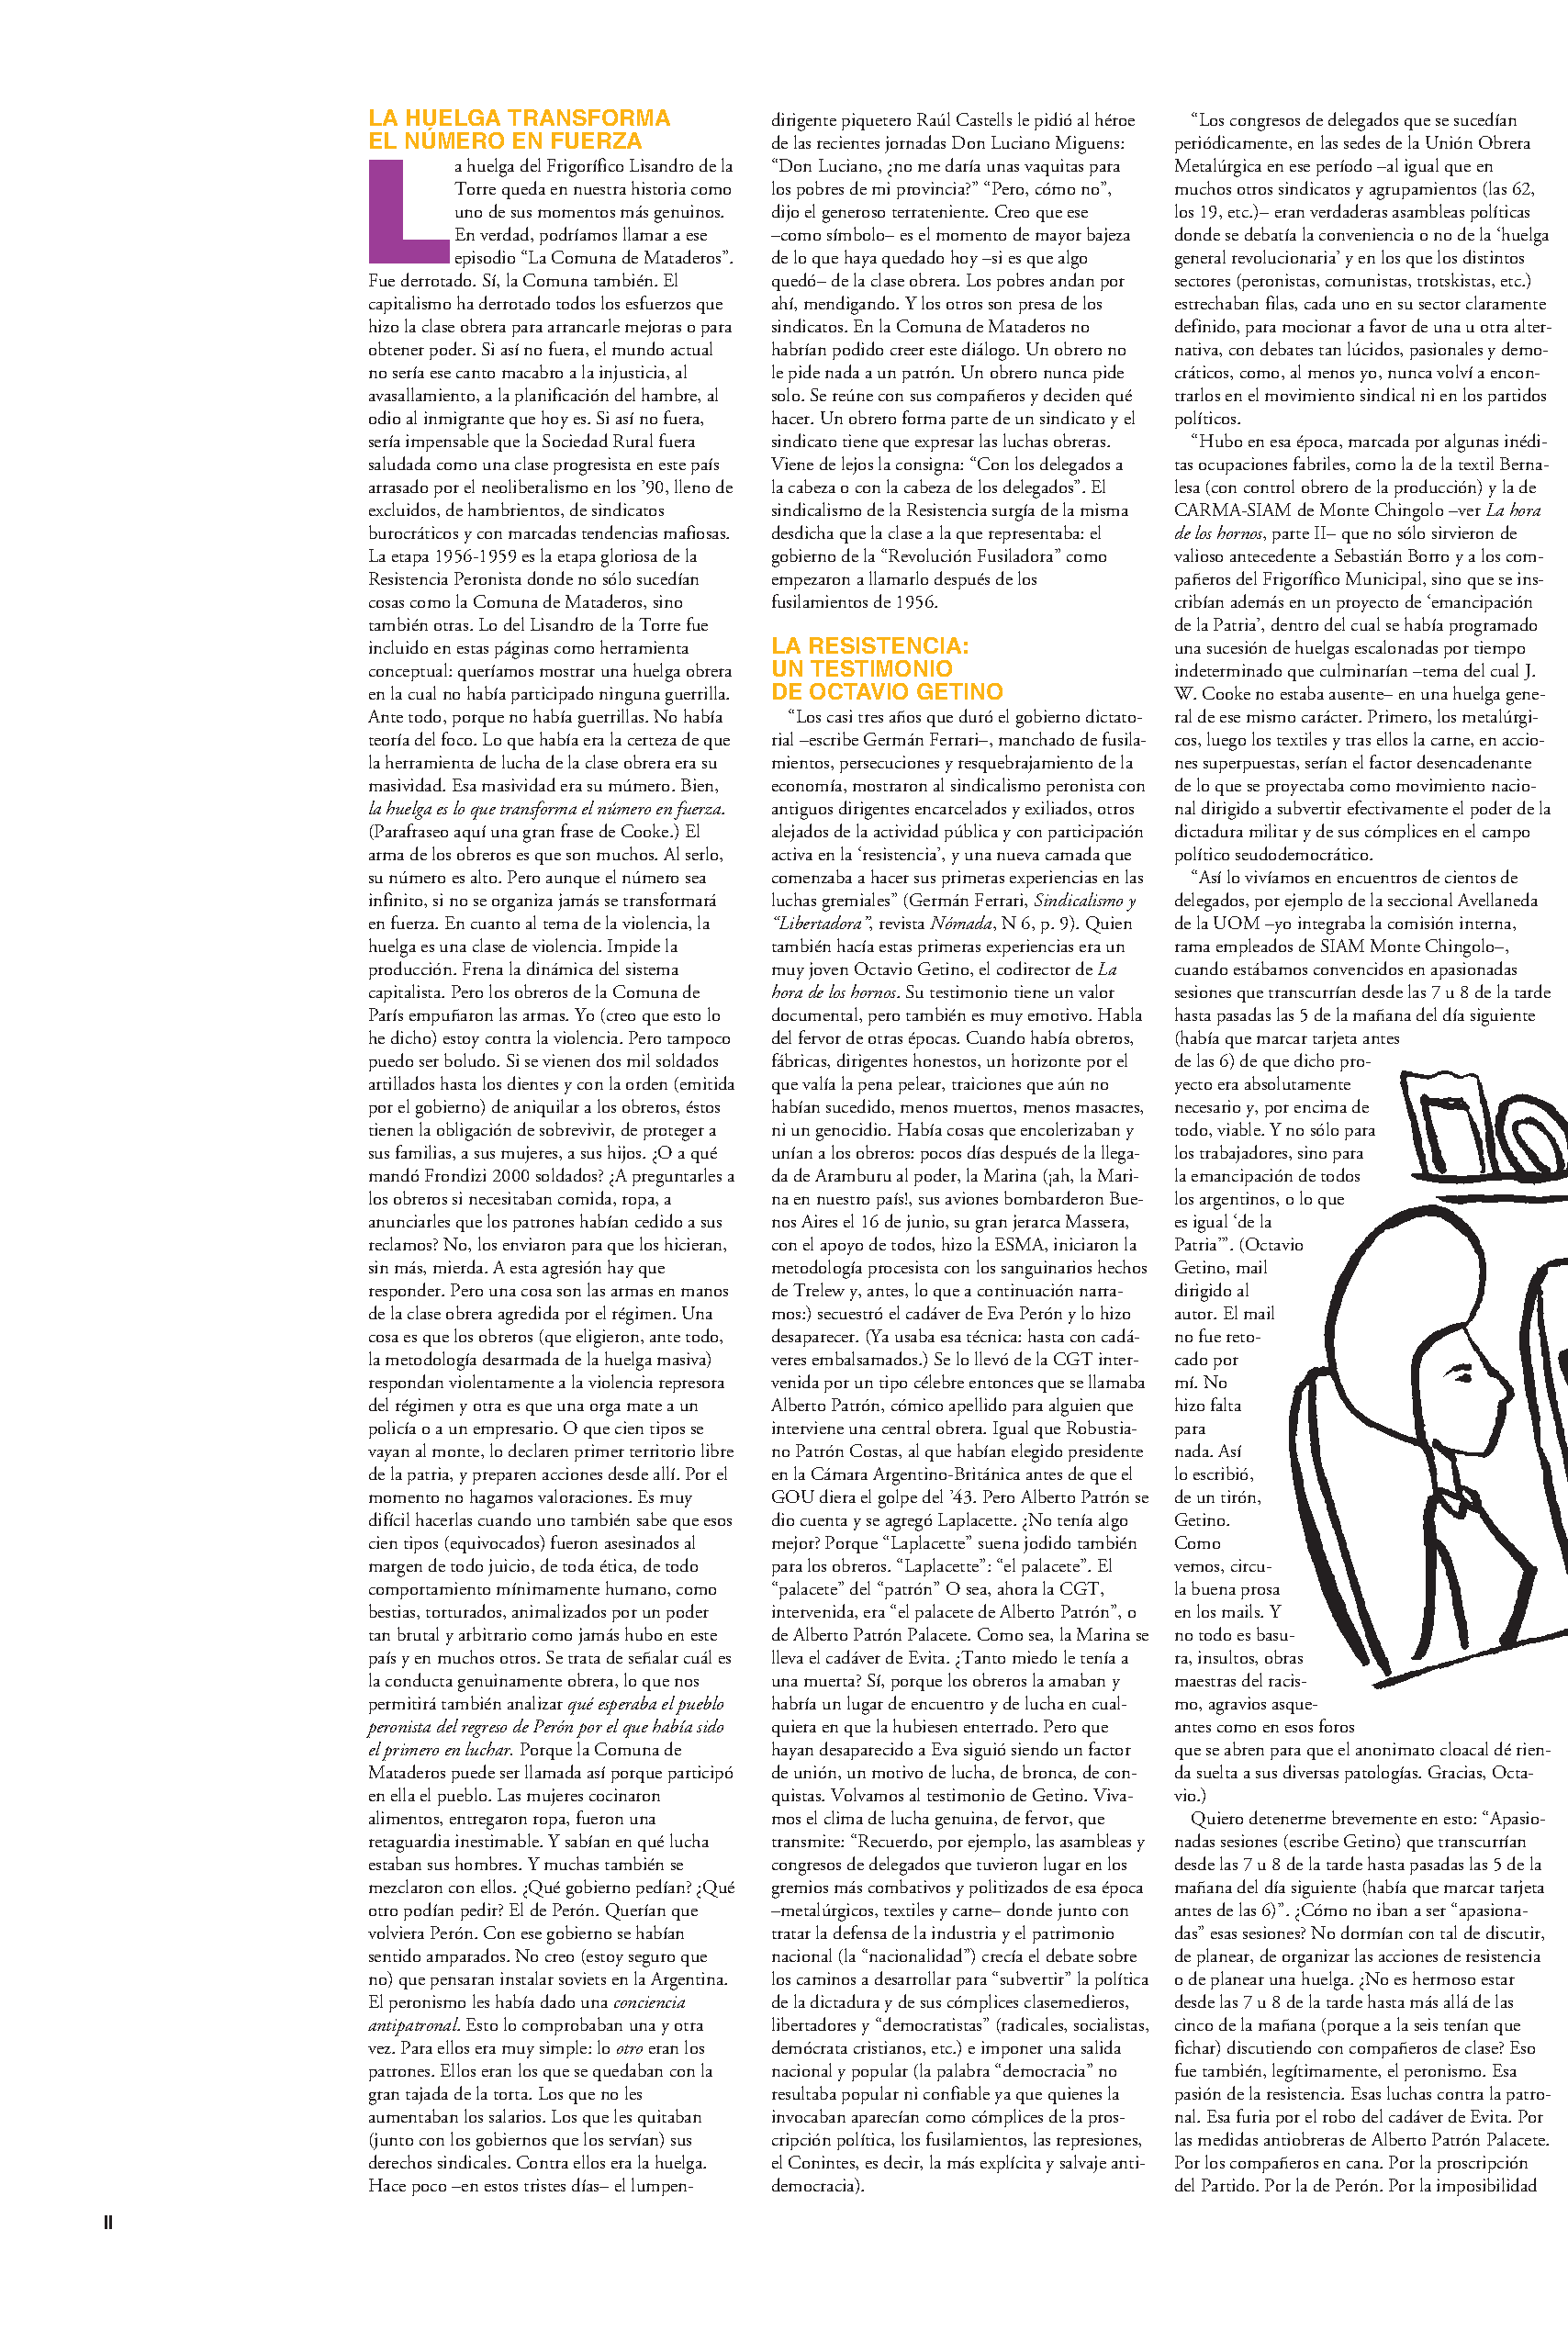 LA HUELGA TRANSFORMA
EL NÚMERO EN FUERZA
La huelga del Frigorífico Lisandro de la
Torre queda en nuestra historia como
uno de sus momentos más genuinos.
En verdad, podríamos llamar a ese
episodio “La Comuna de Mataderos”.
Fue derrotado. Sí, la Comuna también. El
capitalismo ha derrotado todos los esfuerzos que
hizo la clase obrera para arrancarle mejoras o para
obtener poder. Si así no fuera, el mundo actual
no sería ese canto macabro a la injusticia, al
avasallamiento, a la planificación del hambre, al
odio al inmigrante que hoy es. Si así no fuera,
sería impensable que la Sociedad Rural fuera
saludada como una clase progresista en este país
arrasado por el neoliberalismo en los ’90, lleno de
excluidos, de hambrientos, de sindicatos
burocráticos y con marcadas tendencias mafiosas.
La etapa 1956-1959 es la etapa gloriosa de la
Resistencia Peronista donde no sólo sucedían
cosas como la Comuna de Mataderos, sino
también otras. Lo del Lisandro de la Torre fue
incluido en estas páginas como herramienta
conceptual: queríamos mostrar una huelga obrera
en la cual no había participado ninguna guerrilla.
Ante todo, porque no había guerrillas. No había
teoría del foco. Lo que había era la certeza de que
la herramienta de lucha de la clase obrera era su
masividad. Esa masividad era su número. Bien,
la huelga es lo que transforma el número en fuerza.
(Parafraseo aquí una gran frase de Cooke.) El
arma de los obreros es que son muchos. Al serlo,
su número es alto. Pero aunque el número sea
infinito, si no se organiza jamás se transformará
en fuerza. En cuanto al tema de la violencia, la
huelga es una clase de violencia. Impide la
producción. Frena la dinámica del sistema
capitalista. Pero los obreros de la Comuna de
París empuñaron las armas. Yo (creo que esto lo
he dicho) estoy contra la violencia. Pero tampoco
puedo ser boludo. Si se vienen dos mil soldados
artillados hasta los dientes y con la orden (emitida
por el gobierno) de aniquilar a los obreros, éstos
tienen la obligación de sobrevivir, de proteger a
sus familias, a sus mujeres, a sus hijos. ¿O a qué
mandó Frondizi 2000 soldados? ¿A preguntarles a
los obreros si necesitaban comida, ropa, a
anunciarles que los patrones habían cedido a sus
reclamos? No, los enviaron para que los hicieran,
sin más, mierda. A esta agresión hay que
responder. Pero una cosa son las armas en manos
de la clase obrera agredida por el régimen. Una
cosa es que los obreros (que eligieron, ante todo,
la metodología desarmada de la huelga masiva)
respondan violentamente a la violencia represora
del régimen y otra es que una orga mate a un
policía o a un empresario. O que cien tipos se
vayan al monte, lo declaren primer territorio libre
de la patria, y preparen acciones desde allí. Por el
momento no hagamos valoraciones. Es muy
difícil hacerlas cuando uno también sabe que esos
cien tipos (equivocados) fueron asesinados al
margen de todo juicio, de toda ética, de todo
comportamiento mínimamente humano, como
bestias, torturados, animalizados por un poder
tan brutal y arbitrario como jamás hubo en este
país y en muchos otros. Se trata de señalar cuál es
la conducta genuinamente obrera, lo que nos
permitirá también analizar qué esperaba el pueblo
peronista del regreso de Perón por el que había sido
el primero en luchar. Porque la Comuna de
Mataderos puede ser llamada así porque participó
en ella el pueblo. Las mujeres cocinaron
alimentos, entregaron ropa, fueron una
retaguardia inestimable. Y sabían en qué lucha
estaban sus hombres. Y muchas también se
mezclaron con ellos. ¿Qué gobierno pedían? ¿Qué
otro podían pedir? El de Perón. Querían que
volviera Perón. Con ese gobierno se habían
sentido amparados. No creo (estoy seguro que
no) que pensaran instalar soviets en la Argentina.
El peronismo les había dado una conciencia
antipatronal. Esto lo comprobaban una y otra
vez. Para ellos era muy simple: lo otro eran los
patrones. Ellos eran los que se quedaban con la
gran tajada de la torta. Los que no les
aumentaban los salarios. Los que les quitaban
(junto con los gobiernos que los servían) sus
derechos sindicales. Contra ellos era la huelga.
Hace poco –en estos tristes días– el lumpen-
dirigente piquetero Raúl Castells le pidió al héroe
de las recientes jornadas Don Luciano Miguens:
“Don Luciano, ¿no me daría unas vaquitas para
los pobres de mi provincia?” “Pero, cómo no”,
dijo el generoso terrateniente. Creo que ese
–como símbolo– es el momento de mayor bajeza
de lo que haya quedado hoy –si es que algo
quedó– de la clase obrera. Los pobres andan por
ahí, mendigando. Y los otros son presa de los
sindicatos. En la Comuna de Mataderos no
habrían podido creer este diálogo. Un obrero no
le pide nada a un patrón. Un obrero nunca pide
solo. Se reúne con sus compañeros y deciden qué
hacer. Un obrero forma parte de un sindicato y el
sindicato tiene que expresar las luchas obreras.
Viene de lejos la consigna: “Con los delegados a
la cabeza o con la cabeza de los delegados”. El
sindicalismo de la Resistencia surgía de la misma
desdicha que la clase a la que representaba: el
gobierno de la “Revolución Fusiladora” como
empezaron a llamarlo después de los
fusilamientos de 1956.
LA RESISTENCIA:
UN TESTIMONIO
DE OCTAVIO GETINO
“Los casi tres años que duró el gobierno dictato-
rial –escribe Germán Ferrari–, manchado de fusila-
mientos, persecuciones y resquebrajamiento de la
economía, mostraron al sindicalismo peronista con
antiguos dirigentes encarcelados y exiliados, otros
alejados de la actividad pública y con participación
activa en la ‘resistencia’, y una nueva camada que
comenzaba a hacer sus primeras experiencias en las
luchas gremiales” (Germán Ferrari, Sindicalismo y
“Libertadora”, revista Nómada, N 6, p. 9). Quien
también hacía estas primeras experiencias era un
muy joven Octavio Getino, el codirector de La
hora de los hornos. Su testimonio tiene un valor
documental, pero también es muy emotivo. Habla
del fervor de otras épocas. Cuando había obreros,
fábricas, dirigentes honestos, un horizonte por el
que valía la pena pelear, traiciones que aún no
habían sucedido, menos muertos, menos masacres,
ni un genocidio. Había cosas que encolerizaban y
unían a los obreros: pocos días después de la llega-
da de Aramburu al poder, la Marina (¡ah, la Mari-
na en nuestro país!, sus aviones bombarderon Bue-
nos Aires el 16 de junio, su gran jerarca Massera,
con el apoyo de todos, hizo la ESMA, iniciaron la
metodología procesista con los sanguinarios hechos
de Trelew y, antes, lo que a continuación narra-
mos:) secuestró el cadáver de Eva Perón y lo hizo
desaparecer. (Ya usaba esa técnica: hasta con cadá-
veres embalsamados.) Se lo llevó de la CGT inter-
venida por un tipo célebre entonces que se llamaba
Alberto Patrón, cómico apellido para alguien que
interviene una central obrera. Igual que Robustia-
no Patrón Costas, al que habían elegido presidente
en la Cámara Argentino-Británica antes de que el
GOU diera el golpe del ’43. Pero Alberto Patrón se
dio cuenta y se agregó Laplacette. ¿No tenía algo
mejor? Porque “Laplacette” suena jodido también
para los obreros. “Laplacette”: “el palacete”. El
“palacete” del “patrón” O sea, ahora la CGT,
intervenida, era “el palacete de Alberto Patrón”, o
de Alberto Patrón Palacete. Como sea, la Marina se
lleva el cadáver de Evita. ¿Tanto miedo le tenía a
una muerta? Sí, porque los obreros la amaban y
habría un lugar de encuentro y de lucha en cual-
quiera en que la hubiesen enterrado. Pero que
hayan desaparecido a Eva siguió siendo un factor
de unión, un motivo de lucha, de bronca, de con-
quistas. Volvamos al testimonio de Getino. Viva-
mos el clima de lucha genuina, de fervor, que
transmite: “Recuerdo, por ejemplo, las asambleas y
congresos de delegados que tuvieron lugar en los
gremios más combativos y politizados de esa época
–metalúrgicos, textiles y carne– donde junto con
tratar la defensa de la industria y el patrimonio
nacional (la “nacionalidad”) crecía el debate sobre
los caminos a desarrollar para “subvertir” la política
de la dictadura y de sus cómplices clasemedieros,
libertadores y “democratistas” (radicales, socialistas,
demócrata cristianos, etc.) e imponer una salida
nacional y popular (la palabra “democracia” no
resultaba popular ni confiable ya que quienes la
invocaban aparecían como cómplices de la pros-
cripción política, los fusilamientos, las represiones,
el Conintes, es decir, la más explícita y salvaje anti-
democracia).
“Los congresos de delegados que se sucedían
periódicamente, en las sedes de la Unión Obrera
Metalúrgica en ese período –al igual que en
muchos otros sindicatos y agrupamientos (las 62,
los 19, etc.)– eran verdaderas asambleas políticas
donde se debatía la conveniencia o no de la ‘huelga
general revolucionaria’ y en los que los distintos
sectores (peronistas, comunistas, trotskistas, etc.)
estrechaban filas, cada uno en su sector claramente
definido, para mocionar a favor de una u otra alter-
nativa, con debates tan lúcidos, pasionales y demo-
cráticos, como, al menos yo, nunca volví a encon-
trarlos en el movimiento sindical ni en los partidos
políticos.
“Hubo en esa época, marcada por algunas inédi-
tas ocupaciones fabriles, como la de la textil Berna-
lesa (con control obrero de la producción) y la de
CARMA-SIAM de Monte Chingolo –ver La hora
de los hornos, parte II– que no sólo sirvieron de
valioso antecedente a Sebastián Borro y a los com-
pañeros del Frigorífico Municipal, sino que se ins-
cribían además en un proyecto de ‘emancipación
de la Patria’, dentro del cual se había programado
una sucesión de huelgas escalonadas por tiempo
indeterminado que culminarían –tema del cual J.
W. Cooke no estaba ausente– en una huelga gene-
ral de ese mismo carácter. Primero, los metalúrgi-
cos, luego los textiles y tras ellos la carne, en accio-
nes superpuestas, serían el factor desencadenante
de lo que se proyectaba como movimiento nacio-
nal dirigido a subvertir efectivamente el poder de la
dictadura militar y de sus cómplices en el campo
político seudodemocrático.
“Así lo vivíamos en encuentros de cientos de
delegados, por ejemplo de la seccional Avellaneda
de la UOM –yo integraba la comisión interna,
rama empleados de SIAM Monte Chingolo–,
cuando estábamos convencidos en apasionadas
sesiones que transcurrían desde las 7 u 8 de la tarde
hasta pasadas las 5 de la mañana del día siguiente
(había que marcar tarjeta antes
de las 6) de que dicho pro-
yecto era absolutamente
necesario y, por encima de
todo, viable. Y no sólo para
los trabajadores, sino para
la emancipación de todos
los argentinos, o lo que
es igual ‘de la
Patria’”. (Octavio
Getino, mail
dirigido al
autor. El mail
no fue reto-
cado por
mí. No
hizo falta
para
nada. Así
lo escribió,
de un tirón,
Getino.
Como
vemos, circu-
la buena prosa
en los mails. Y
no todo es basu-
ra, insultos, obras
maestras del racis-
mo, agravios asque-
antes como en esos foros
que se abren para que el anonimato cloacal dé rien-
da suelta a sus diversas patologías. Gracias, Octa-
vio.)
Quiero detenerme brevemente en esto: “Apasio-
nadas sesiones (escribe Getino) que transcurrían
desde las 7 u 8 de la tarde hasta pasadas las 5 de la
mañana del día siguiente (había que marcar tarjeta
antes de las 6)”. ¿Cómo no iban a ser “apasiona-
das” esas sesiones? No dormían con tal de discutir,
de planear, de organizar las acciones de resistencia
o de planear una huelga. ¿No es hermoso estar
desde las 7 u 8 de la tarde hasta más allá de las
cinco de la mañana (porque a la seis tenían que
fichar) discutiendo con compañeros de clase? Eso
fue también, legítimamente, el peronismo. Esa
pasión de la resistencia. Esas luchas contra la patro-
nal. Esa furia por el robo del cadáver de Evita. Por
las medidas antiobreras de Alberto Patrón Palacete.
Por los compañeros en cana. Por la proscripción
del Partido. Por la de Perón. Por la imposibilidad
II